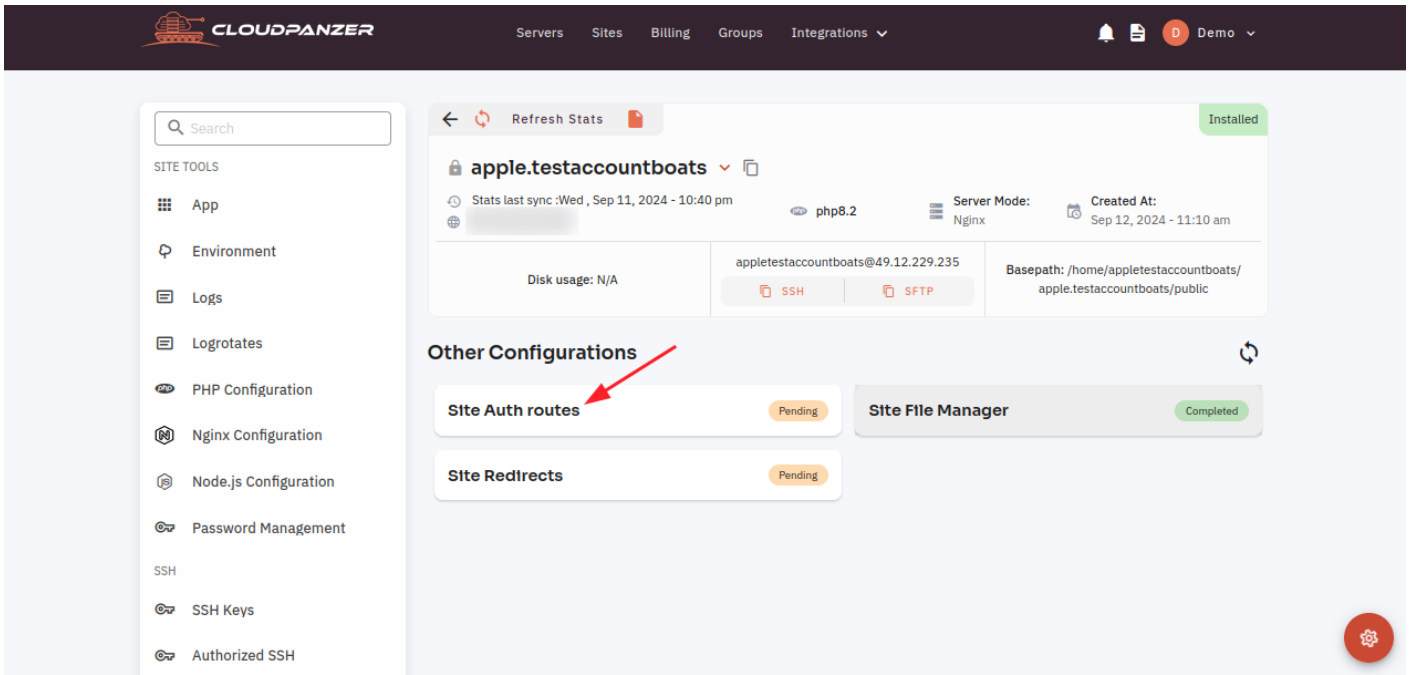 CLOUDPANZER
Servers Sites Billing Groups Integrations
D Demo
Search
SITE TOOLS
App
Environment
Logs
Logrotates
php PHP Configuration
Nginx Configuration
Node.js Configuration
Password Management
SSH
SSH Keys
Authorized SSH
Refresh Stats
Installed
apple.testaccountboats
Stats last sync :Wed , Sep 11, 2024 - 10:40 pm
php php8.2
Server Mode:
Nginx
Created At:
Sep 12, 2024 - 11:10 am
Disk usage: N/A
appletestaccountboats@49.12.229.235
SSH SFTP
Basepath: /home/appletestaccountboats/
apple.testaccountboats/public
Other Configurations
Site Auth routes Pending
Site File Manager Completed
Site Redirects Pending